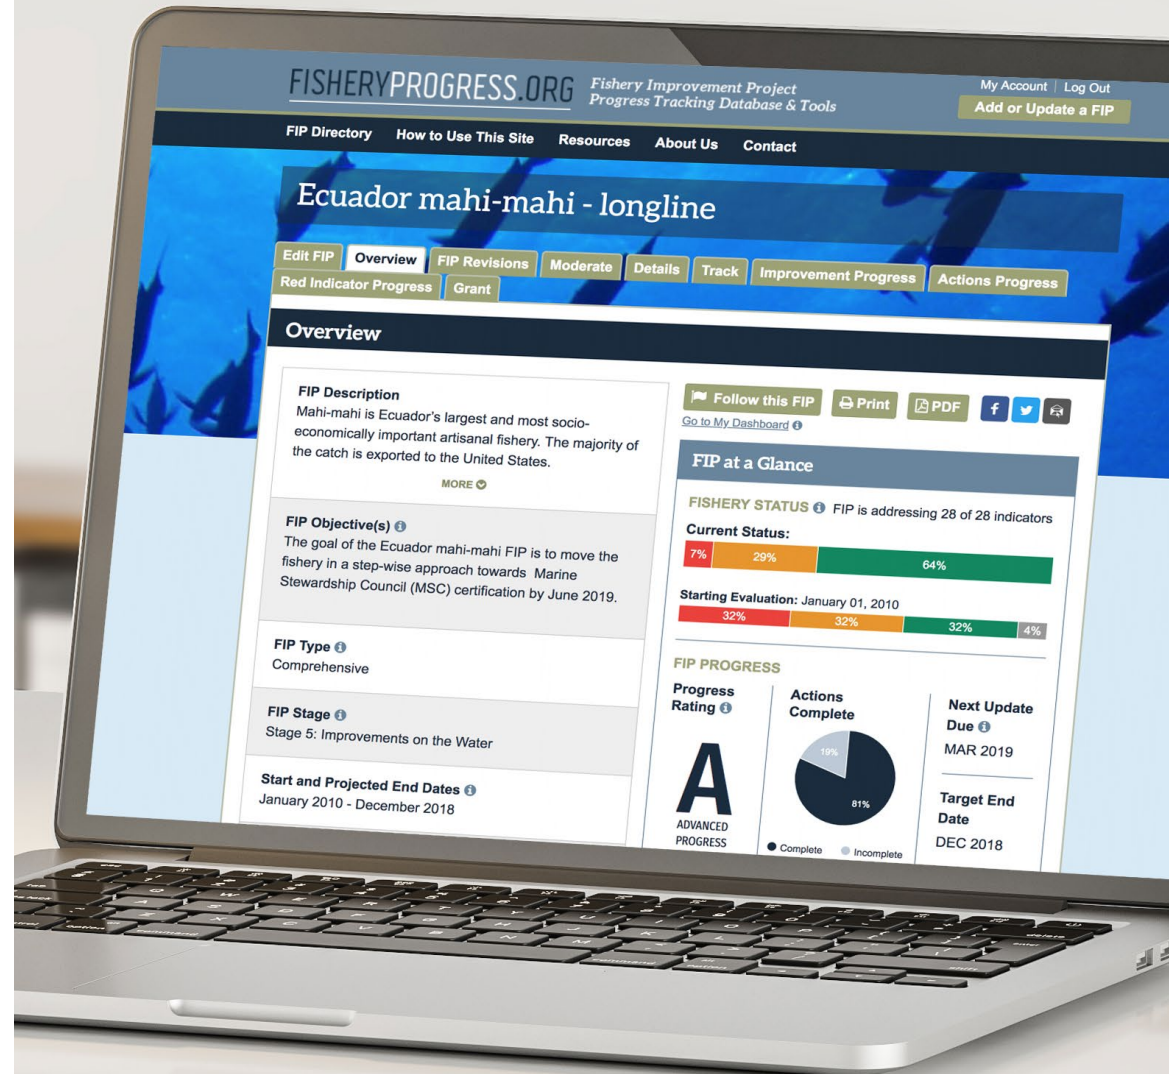 FISHERYPROGRESS.ORG
Fishery Improvement Project
Progress Tracking Database & Tools
My Account | Log Out
Add or Update a FIP
FIP Directory How to Use This Site Resources About Us Contact
Ecuador mahi-mahi - longline
Edit FIP Overview FIP Revisions Moderate Details Track Improvement Progress Actions Progress
Red Indicator Progress Grant
Overview
FIP Description
Mahi-mahi is Ecuador's largest and most socio-
economically important artisanal fishery. The majority of
the catch is exported to the United States.
MORE
FIP Objective(s)
The goal of the Ecuador mahi-mahi FIP is to move the
fishery in a step-wise approach towards Marine
Stewardship Council (MSC) certification by June 2019.
FIP Type
Comprehensive
FIP Stage
Stage 5: Improvements on the Water
Start and Projected End Dates
January 2010 - December 2018
Follow this FIP Print PDF
Go to My Dashboard
FIP at a Glance
FISHERY STATUS FIP is addressing 28 of 28 indicators
Current Status:
7% 29% 64%
Starting Evaluation: January 01, 2010
32% 32% 32% 4%
FIP PROGRESS
Progress
Rating
A
ADVANCED
PROGRESS
Actions
Complete
19%
81%
Complete Incomplete
Next Update
Due
MAR 2019
Target End
Date
DEC 2018